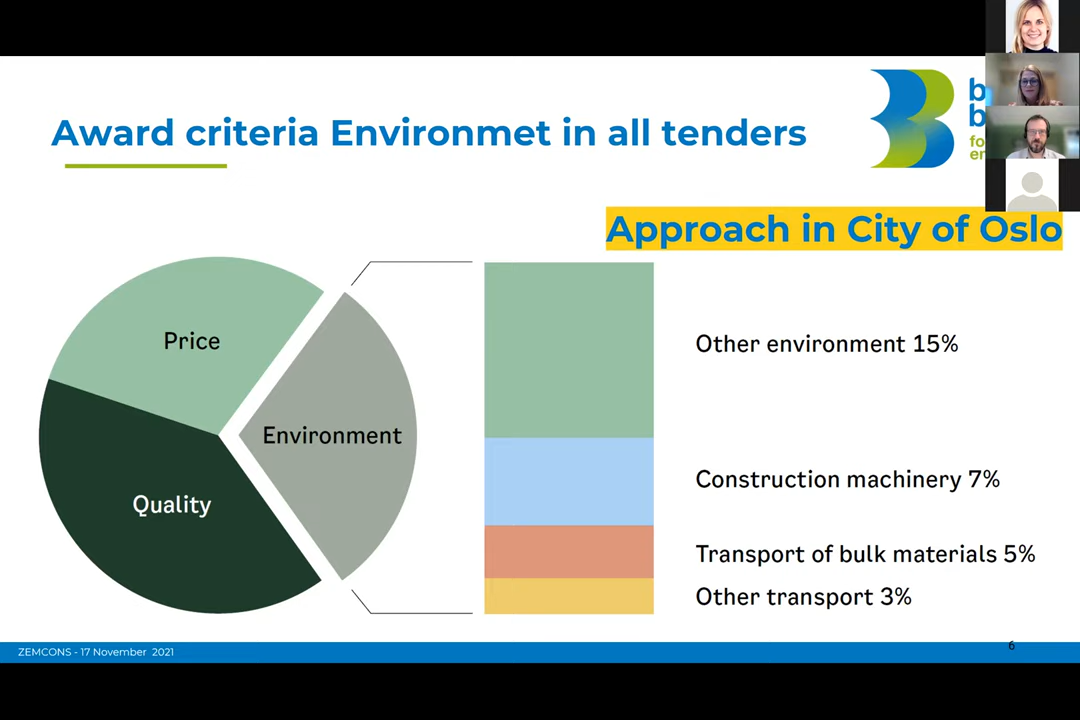 Award criteria Environmet in all tenders
Approach in City of Oslo
Price
Environment
Quality
Other environment 15%
Construction machinery 7%
Transport of bulk materials 5%
Other transport 3%
ZEMCONS - 17 November 2021
6